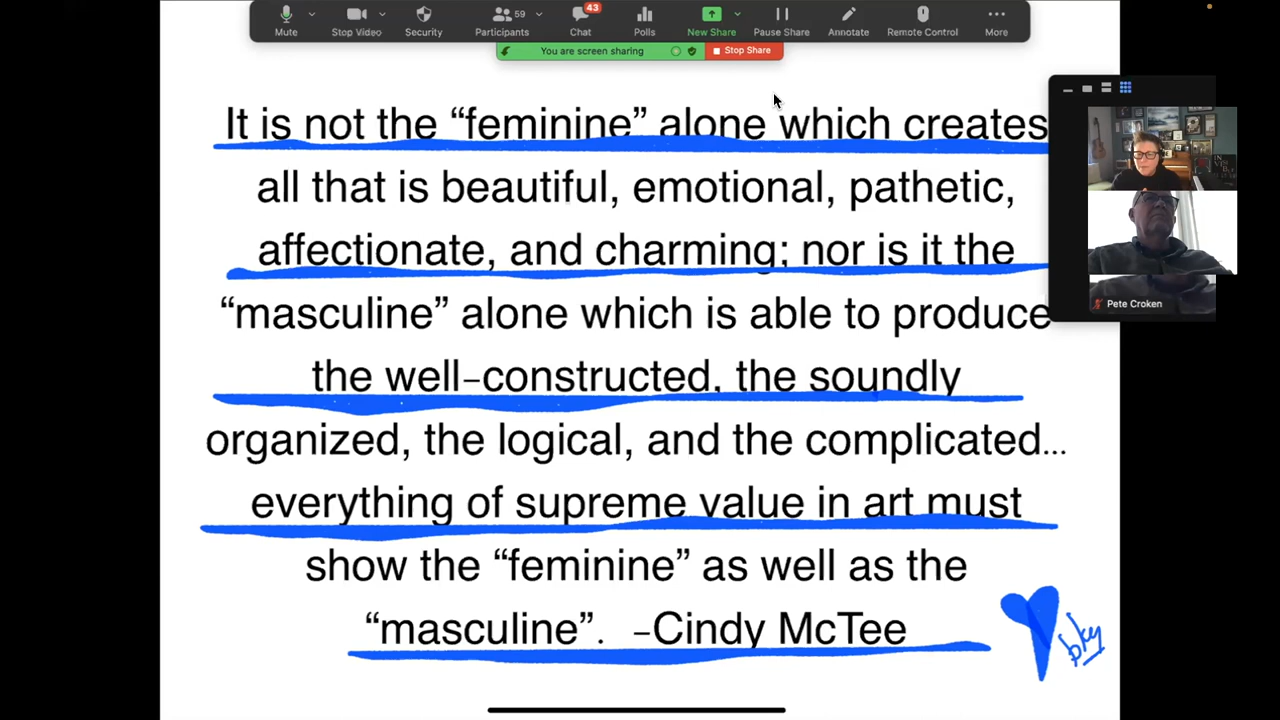 59
43
Mute
Stop Video
Security
Participants
Chat
Polls
New Share
Pause Share
Annotate
Remote Control
More
You are screen sharing
Stop Share
It is not the “feminine” alone which creates
all that is beautiful, emotional, pathetic,
affectionate, and charming; nor is it the
“masculine” alone which is able to produce
the well-constructed, the soundly
organized, the logical, and the complicated...
everything of supreme value in art must
show the “feminine” as well as the
“masculine”. -Cindy McTee
Pete Croken